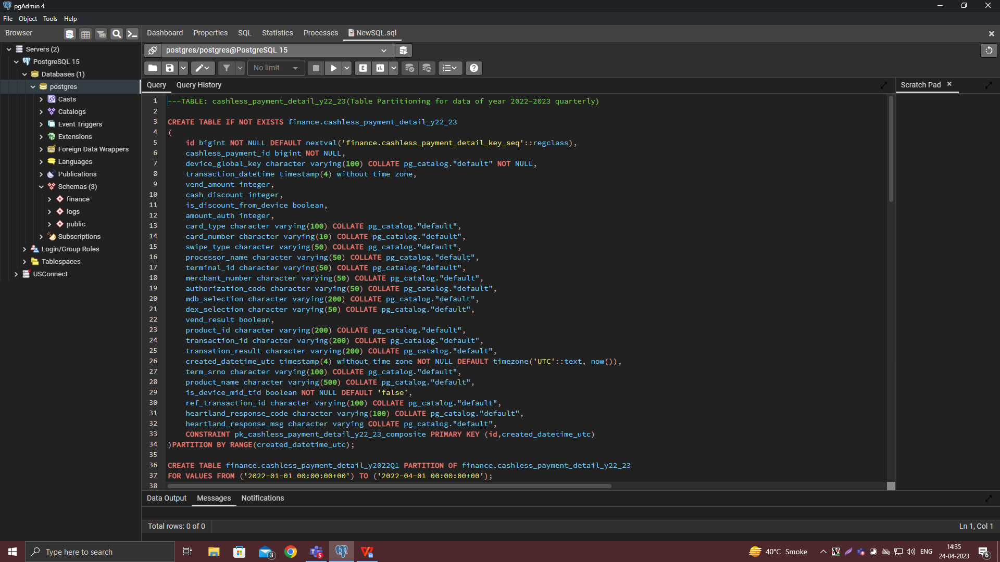 pgAdmin 4
File Object Tools Help
Browser
Dashboard Properties SQL Statistics Processes NewSQL.sql
Servers (2)
PostgreSQL 15
Databases (1)
postgres
Casts
Catalogs
Event Triggers
Extensions
Foreign Data Wrappers
Languages
Publications
Schemas (3)
finance
logs
public
Subscriptions
Login/Group Roles
Tablespaces
USConnect
postgres/postgres@PostgreSQL 15
No limit
E
Query Query History
Scratch Pad
1 ---TABLE: cashless_payment_detail_y22_23(Table Partitioning for data of year 2022-2023 quarterly)
2
3 CREATE TABLE IF NOT EXISTS finance.cashless_payment_detail_y22_23
4 (
5 id bigint NOT NULL DEFAULT nextval('finance.cashless_payment_detail_key_seq'::regclass),
6 cashless_payment_id bigint NOT NULL,
7 device_global_key character varying(100) COLLATE pg_catalog."default" NOT NULL,
8 transaction_datetime timestamp(4) without time zone,
9 vend_amount integer,
10 cash_discount integer,
11 is_discount_from_device boolean,
12 amount_auth integer,
13 card_type character varying(100) COLLATE pg_catalog."default",
14 card_number character varying(10) COLLATE pg_catalog."default",
15 swipe_type character varying(50) COLLATE pg_catalog."default",
16 processor_name character varying(50) COLLATE pg_catalog."default",
17 terminal_id character varying(50) COLLATE pg_catalog."default",
18 merchant_number character varying(50) COLLATE pg_catalog."default",
19 authorization_code character varying(50) COLLATE pg_catalog."default",
20 mdb_selection character varying(200) COLLATE pg_catalog."default",
21 dex_selection character varying(50) COLLATE pg_catalog."default",
22 vend_result boolean,
23 product_id character varying(200) COLLATE pg_catalog."default",
24 transaction_id character varying(200) COLLATE pg_catalog."default",
25 transation_result character varying(200) COLLATE pg_catalog."default",
26 created_datetime_utc timestamp(4) without time zone NOT NULL DEFAULT timezone('UTC'::text, now()),
27 term_srno character varying(100) COLLATE pg_catalog."default",
28 product_name character varying(500) COLLATE pg_catalog."default",
29 is_device_mid_tid boolean NOT NULL DEFAULT 'false',
30 ref_transaction_id character varying(100) COLLATE pg_catalog."default",
31 heartland_response_code character varying(100) COLLATE pg_catalog."default",
32 heartland_response_msg character varying COLLATE pg_catalog."default",
33 CONSTRAINT pk_cashless_payment_detail_y22_23_composite PRIMARY KEY (id,created_datetime_utc)
34 )PARTITION BY RANGE(created_datetime_utc);
35
36 CREATE TABLE finance.cashless_payment_detail_y2022Q1 PARTITION OF finance.cashless_payment_detail_y22_23
37 FOR VALUES FROM ('2022-01-01 00:00:00+00') TO ('2022-04-01 00:00:00+00');
38
Data Output Messages Notifications
Total rows: 0 of 0
Ln 1, Col 1
Type here to search
3
5
40°C Smoke
ENG
14:35
24-04-2023
6